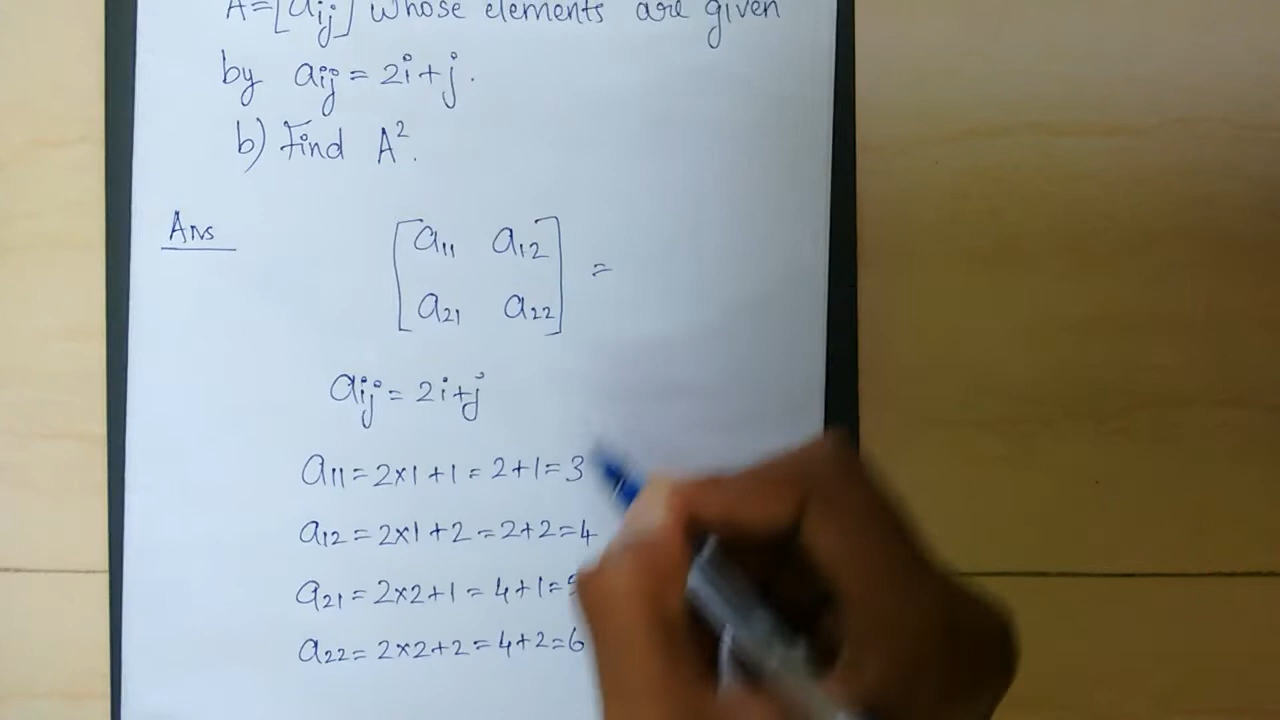 A=[aij] whose elements are given
by aij = 2i+j.
b) Find A².
Ans
[a11 a12
a21 a22] =
aij = 2i+j
a11 = 2×1+1 = 2+1=3
a12 = 2×1+2 = 2+2=4
a21 = 2×2+1 = 4+1=5
a22 = 2×2+2 = 4+2=6